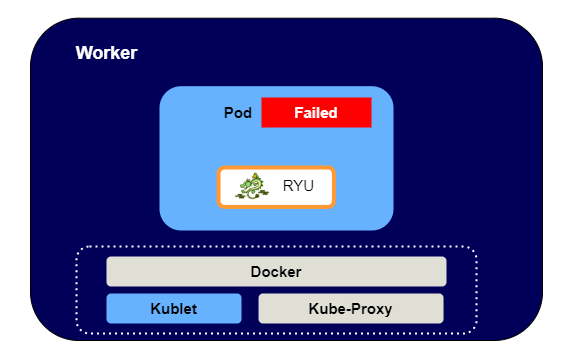 Worker
Pod Failed
RYU
Docker
Kublet Kube-Proxy